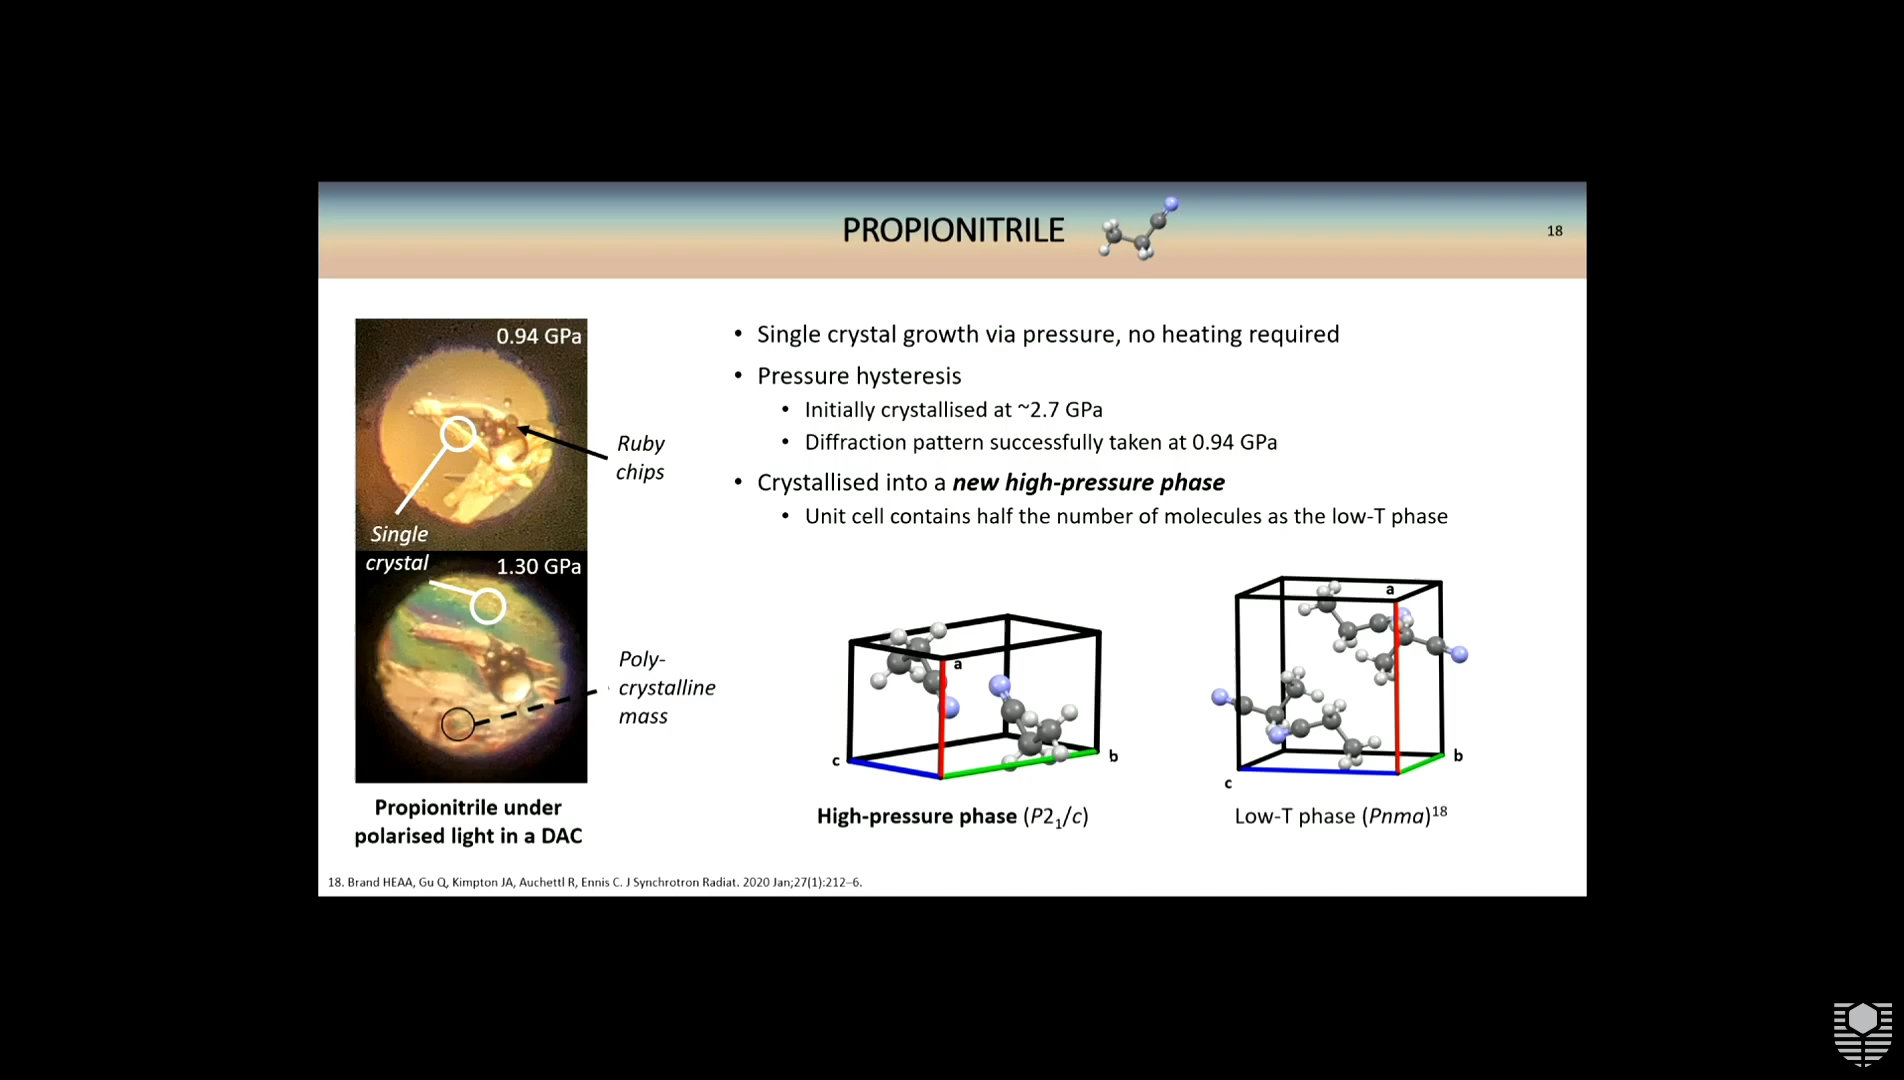 PROPIONITRILE
18
0.94 GPa
Ruby
chips
Single
crystal
1.30 GPa
Poly-
crystalline
mass
Propionitrile under
polarised light in a DAC
• Single crystal growth via pressure, no heating required
• Pressure hysteresis
• Initially crystallised at ~2.7 GPa
• Diffraction pattern successfully taken at 0.94 GPa
• Crystallised into a new high-pressure phase
• Unit cell contains half the number of molecules as the low-T phase
a
c
b
High-pressure phase (P2₁/c)
a
b
c
Low-T phase (Pnma)¹⁸
18. Brand HEAA, Gu Q, Kimpton JA, Auchettl R, Ennis C. J Synchrotron Radiat. 2020 Jan;27(1):212–6.